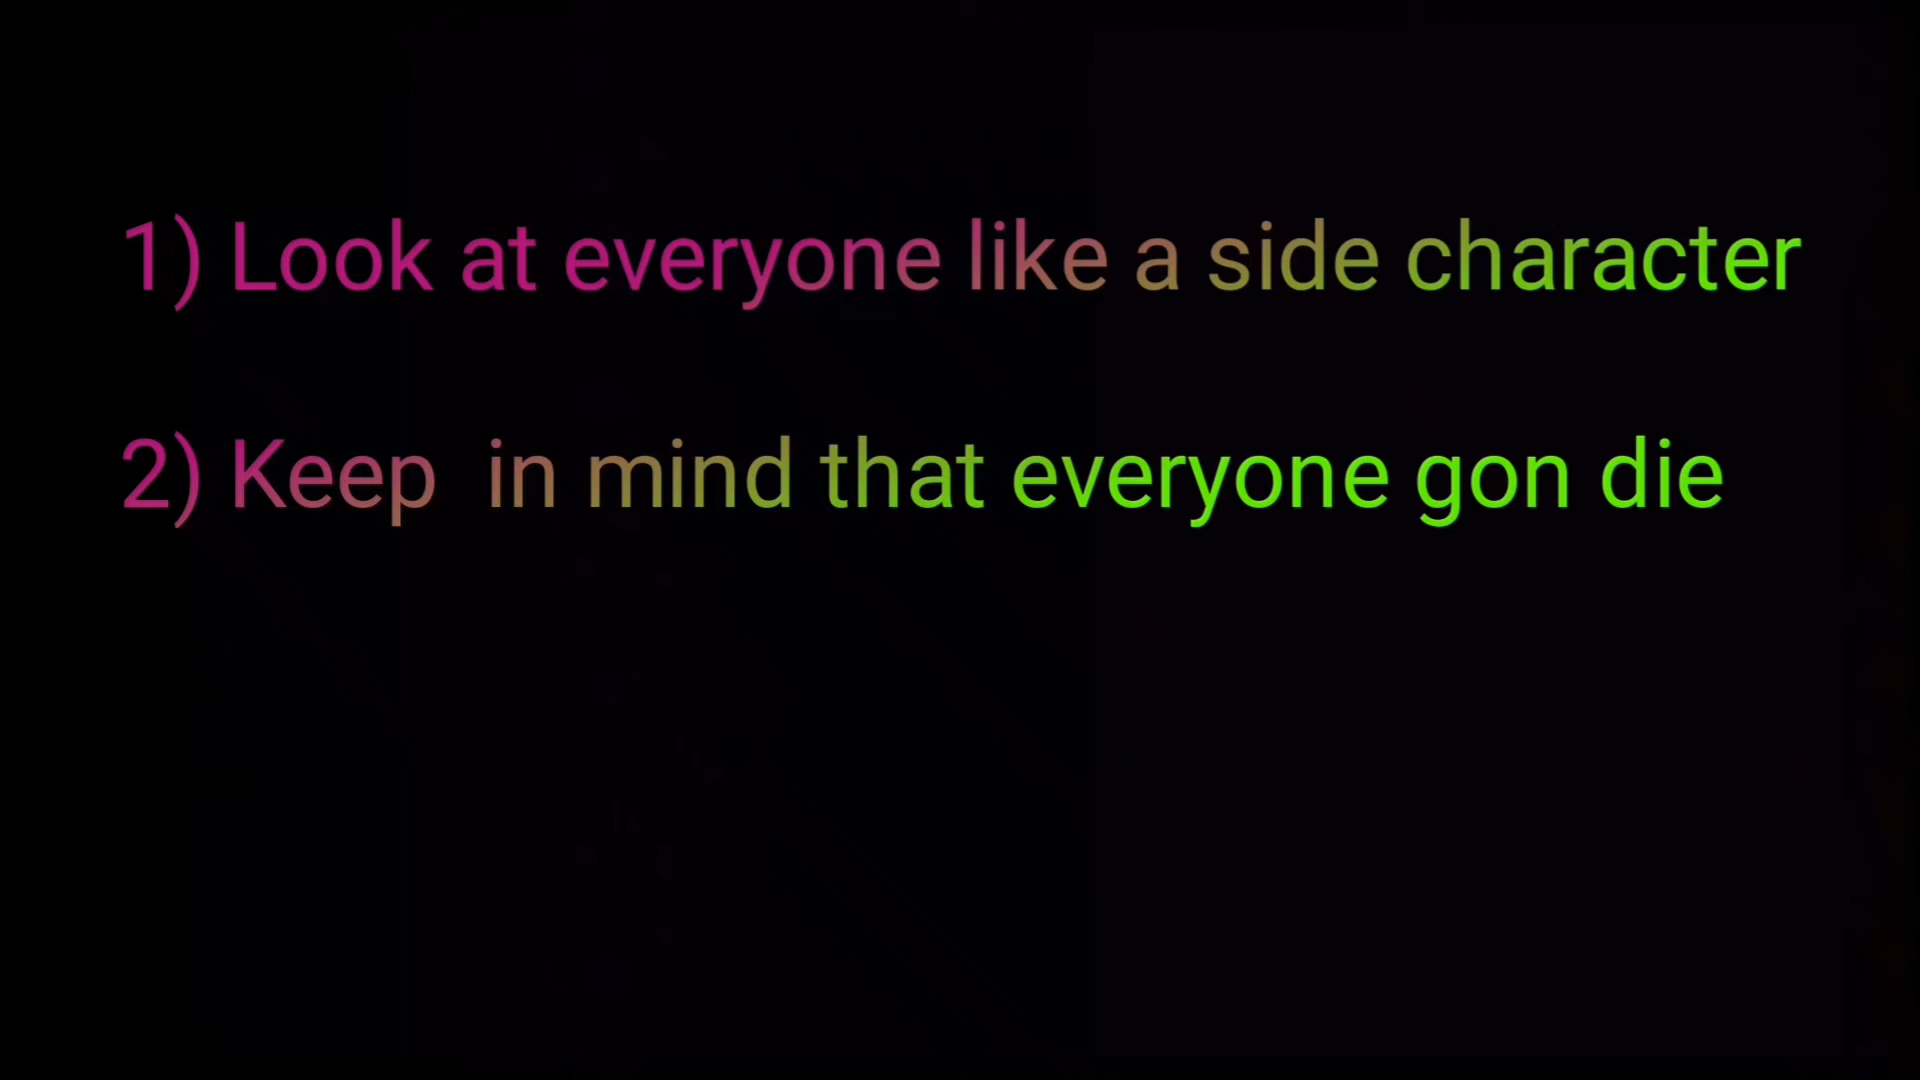 1) Look at everyone like a side character
2) Keep  in mind that everyone gon die